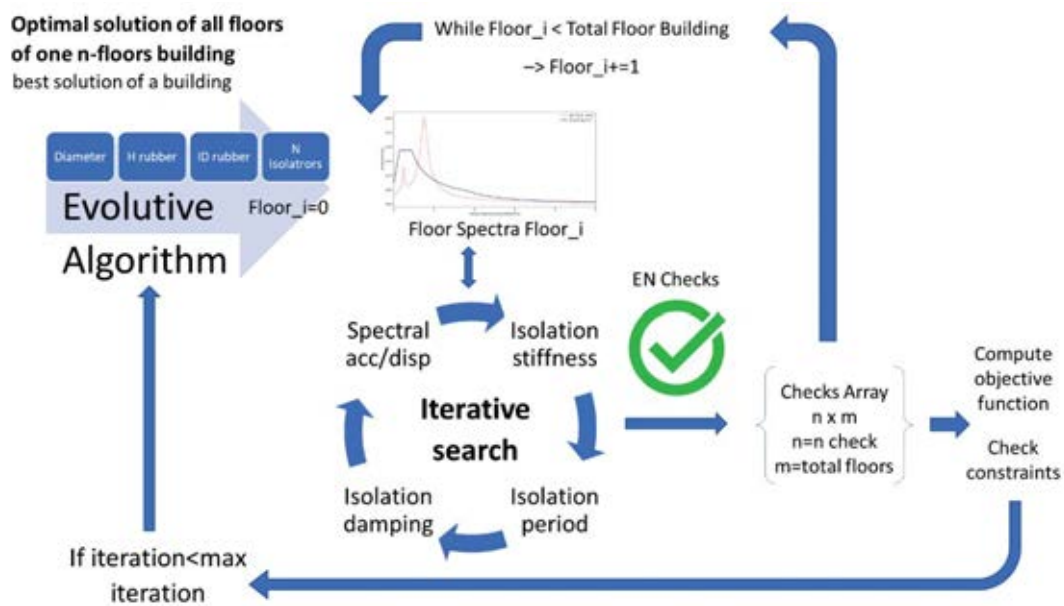 Optimal solution of all floors
of one n-floors building
best solution of a building
While Floor_i < Total Floor Building
–> Floor_i+=1
Diameter
H rubber
ID rubber
N
Isolatrors
Evolutive
Floor_i=0
Algorithm
Floor Spectra Floor_i
EN Checks
Spectral
acc/disp
Isolation
stiffness
Iterative
search
Isolation
damping
Isolation
period
Checks Array
n x m
n=n check
m=total floors
Compute
objective
function
Check
constraints
If iteration<max
iteration